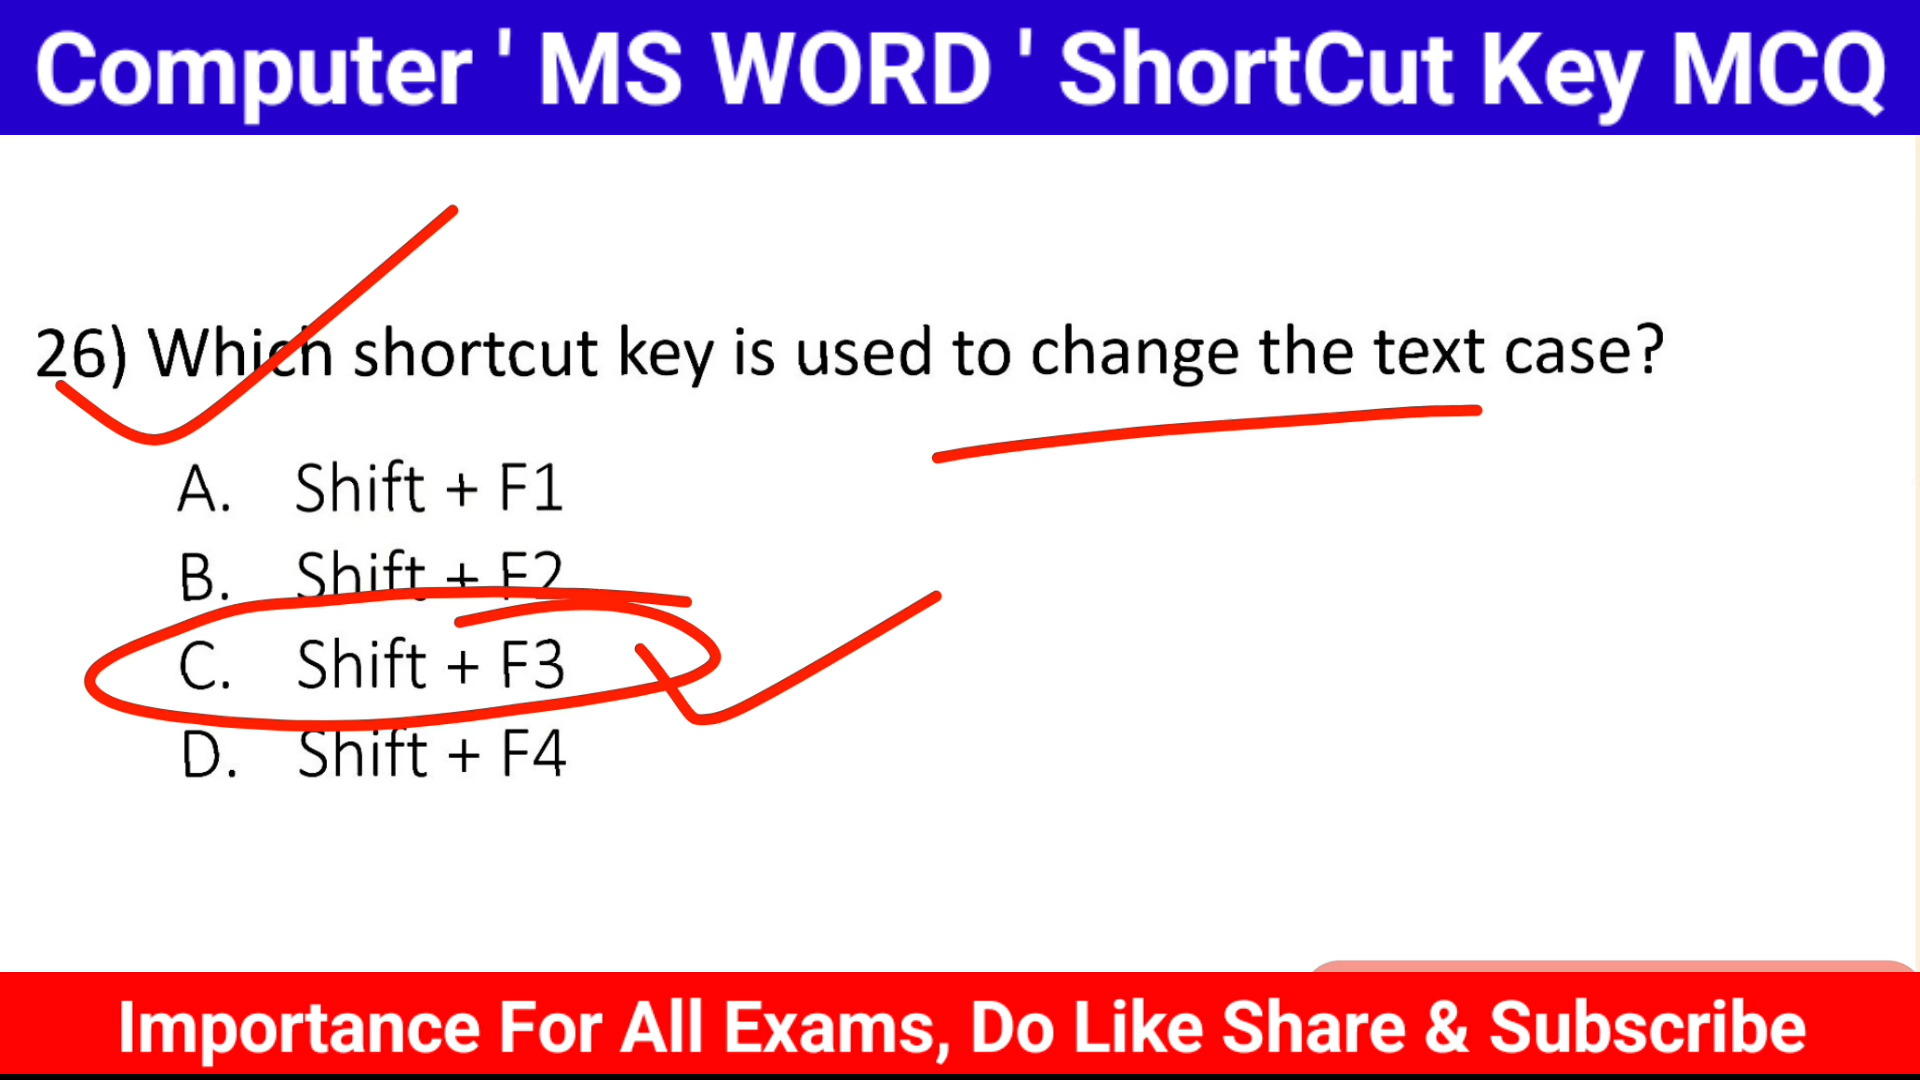 Computer ' MS WORD ' ShortCut Key MCQ
26) Which shortcut key is used to change the text case?
A. Shift + F1
B. Shift + F2
C. Shift + F3
D. Shift + F4
Importance For All Exams, Do Like Share & Subscribe